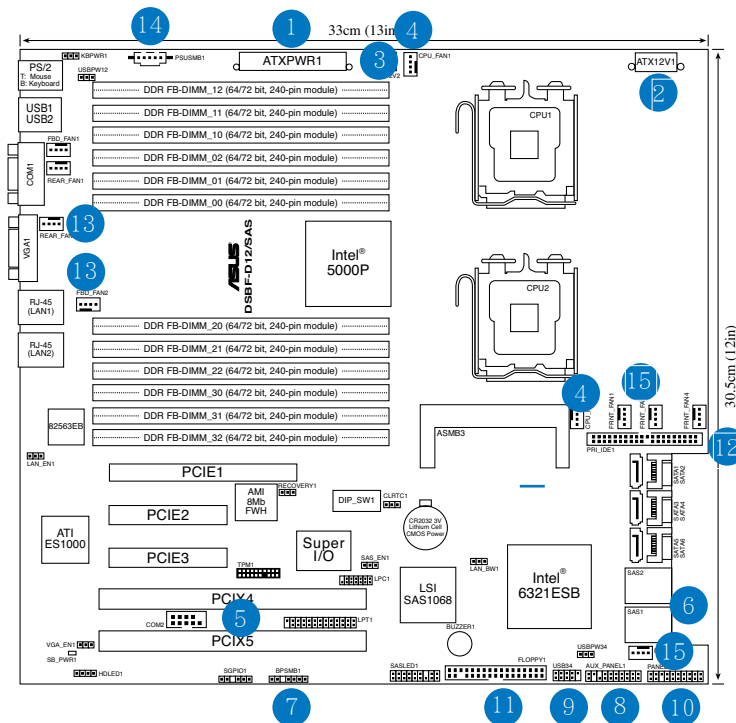 14
1
33cm (13in)
4
KBPWR1
PSUSMB1
ATXPWR1
3
CPU_FAN1
ATX12V1
2
PS/2
T: Mouse
B: Keyboard
USBPW12
DDR FB-DIMM_12 (64/72 bit, 240-pin module)
USB1
USB2
DDR FB-DIMM_11 (64/72 bit, 240-pin module)
CPU1
FBD_FAN1
DDR FB-DIMM_10 (64/72 bit, 240-pin module)
COM1
DDR FB-DIMM_02 (64/72 bit, 240-pin module)
REAR_FAN1
DDR FB-DIMM_01 (64/72 bit, 240-pin module)
DDR FB-DIMM_00 (64/72 bit, 240-pin module)
VGA1
13
REAR_FAN
ASUS
DSBF-D12/SAS
Intel®
5000P
13
FBD_FAN2
CPU2
RJ-45
(LAN1)
DDR FB-DIMM_20 (64/72 bit, 240-pin module)
RJ-45
(LAN2)
DDR FB-DIMM_21 (64/72 bit, 240-pin module)
DDR FB-DIMM_22 (64/72 bit, 240-pin module)
30.5cm (12in)
DDR FB-DIMM_30 (64/72 bit, 240-pin module)
4
15
CPU_
FRNT_FAN1
FRNT_FA
FRNT_FAN4
82563EB
DDR FB-DIMM_31 (64/72 bit, 240-pin module)
DDR FB-DIMM_32 (64/72 bit, 240-pin module)
ASMB3
12
PRI_IDE1
LAN_EN1
PCIE1
SATA1
SATA2
AMI
8Mb
FWH
RECOVERY1
DIP_SW1
CLRTC1
SATA3
SATA4
PCIE2
CR2032 3V
Lithium Cell
CMOS Power
ATI
ES1000
Super
I/O
SATA5
SATA6
PCIE3
TPM1
SAS_EN1
LAN_BW1
Intel®
6321ESB
LPC1
LSI
SAS1068
SAS2
PCIX4
5
COM2
LPT1
SAS1
6
BUZZER1
VGA_EN1
PCIX5
SB_PWR1
USBPW34
15
HDLED1
SGPIO1
BPSMB1
SASLED1
FLOPPY1
USB34
AUX_PANEL1
PANEL
7
11
9
8
10